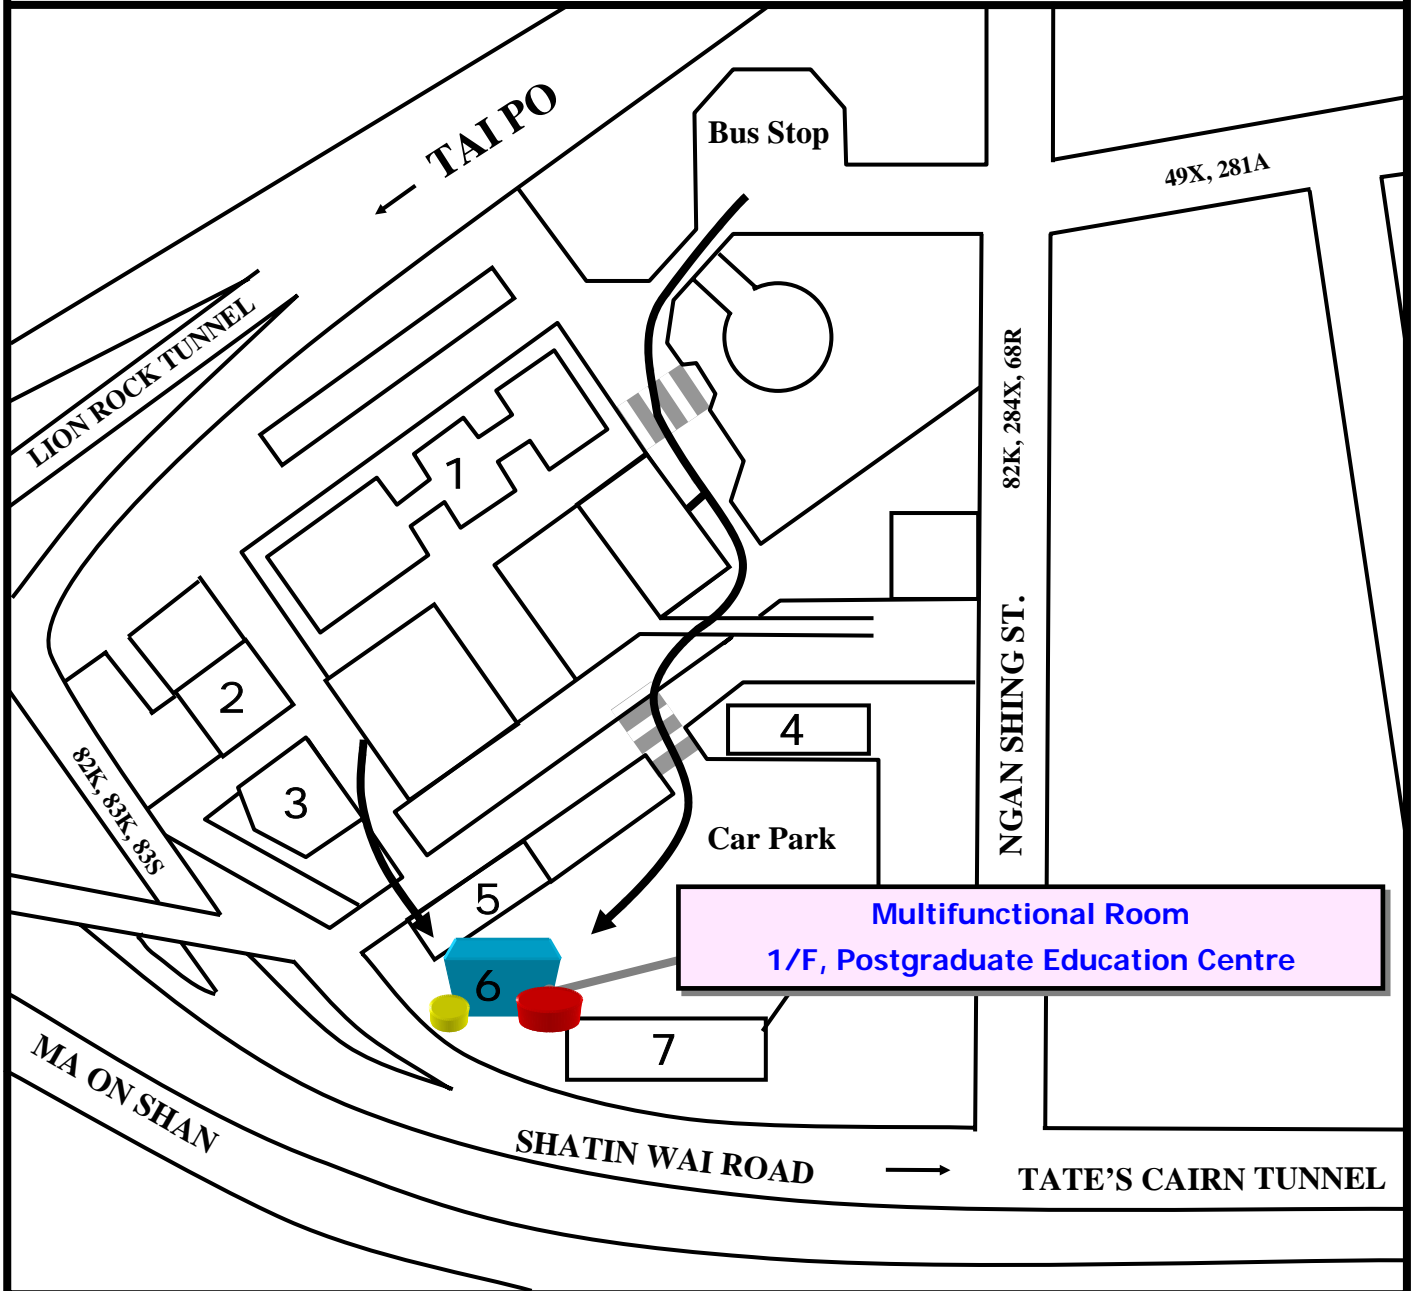 TAI PO
Bus Stop
49X, 281A
LION ROCK TUNNEL
82K, 284X, 68R
1
2
3
4
NGAN SHING ST.
82K, 83K, 83S
Car Park
5
Multifunctional Room
1/F, Postgraduate Education Centre
6
7
MA ON SHAN
SHATIN WAI ROAD
TATE'S CAIRN TUNNEL